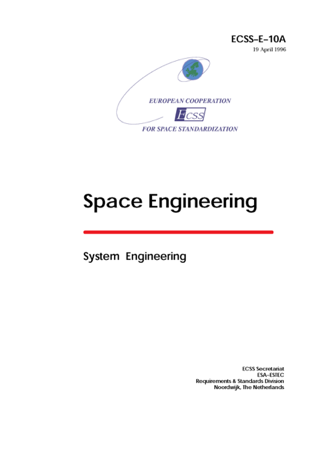 ECSS–E–10A
19 April 1996
EUROPEAN COOPERATION
ECSS
FOR SPACE STANDARDIZATION
Space Engineering
System Engineering
ECSS Secretariat
ESA–ESTEC
Requirements & Standards Division
Noordwijk, The Netherlands